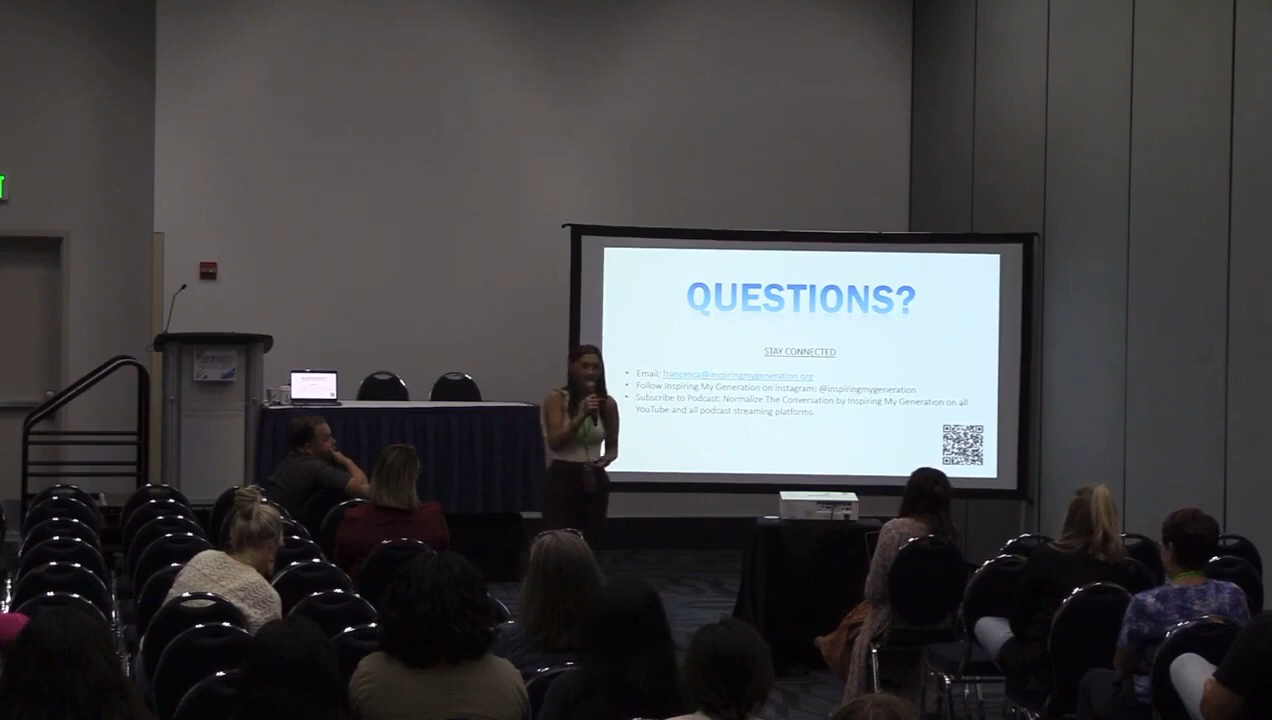 QUESTIONS?
STAY CONNECTED
• Email: francesca@inspiringmygeneration.org
• Follow Inspiring My Generation on Instagram: @inspiringmygeneration
• Subscribe to Podcast: Normalize The Conversation by Inspiring My Generation on all
YouTube and all podcast streaming platforms